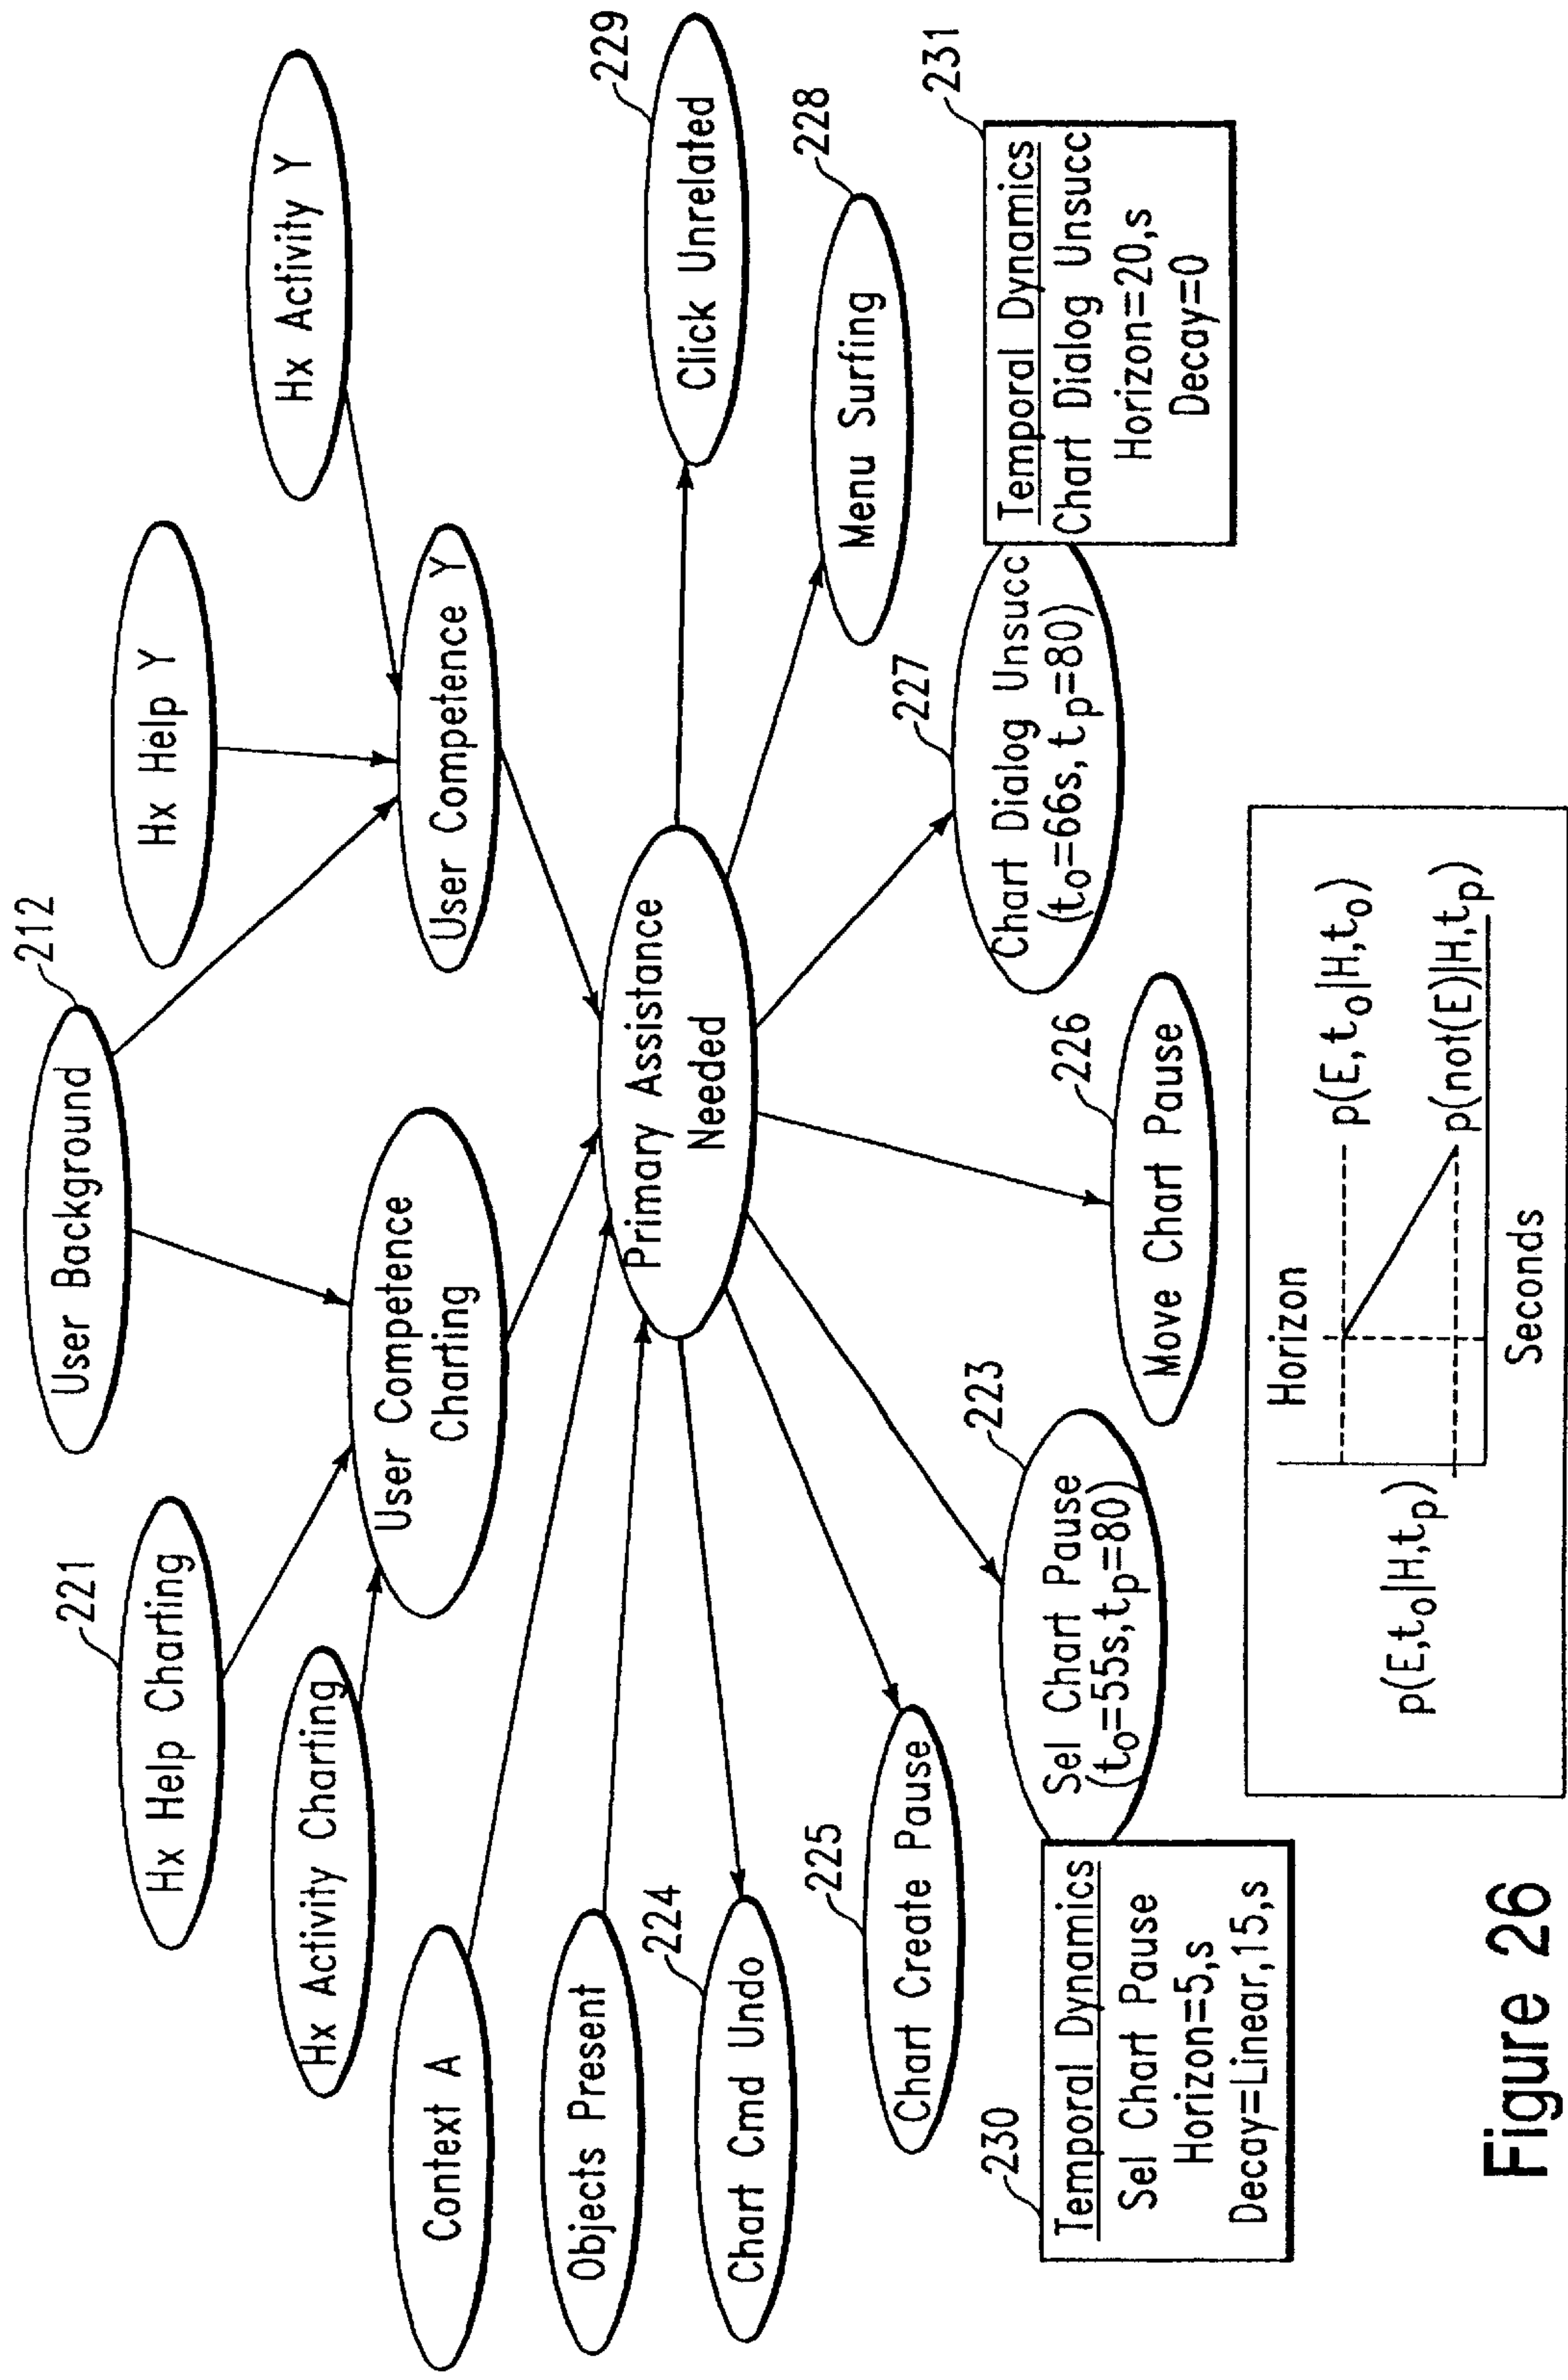 212
User Background
221
Hx Help Charting
Hx Help Y
Hx Activity Y
Hx Activity Charting
User Competence
Charting
User Competence Y
Context A
Objects Present
Primary Assistance
Needed
229
Click Unrelated
224
Chart Cmd Undo
228
Menu Surfing
225
Chart Create Pause
223
Sel Chart Pause
(to=55s,tp=80)
226
Move Chart Pause
227
Chart Dialog Unsucc
(to=66s, tp=80)
230
Temporal Dynamics
Sel Chart Pause
Horizon=5,s
Decay=Linear,15,s
231
Temporal Dynamics
Chart Dialog Unsucc
Horizon=20,s
Decay=0
Horizon
p(E,to|H,to)
p(E,to|H,tp)
p(not(E)|H,tp)
Seconds
Figure 26